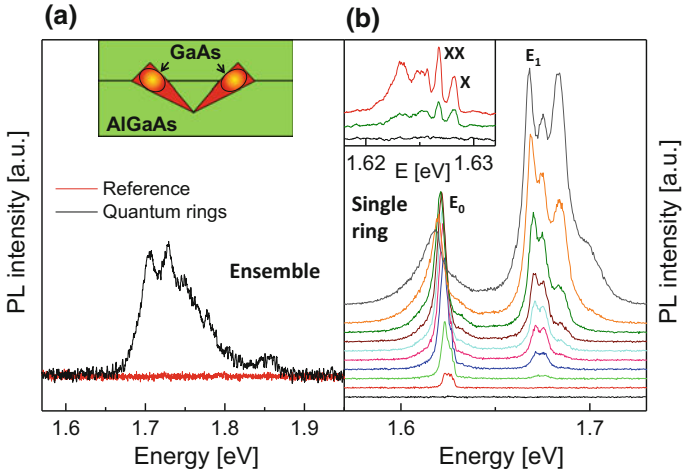 (a)
(b)
GaAs
AlGaAs
Reference
Quantum rings
Ensemble
PL intensity [a.u.]
1.6 1.7 1.8 1.9
Energy [eV]
XX
X
1.62 1.63
E [eV]
Single
ring
E0
E1
1.6 1.7
Energy [eV]
PL intensity [a.u.]